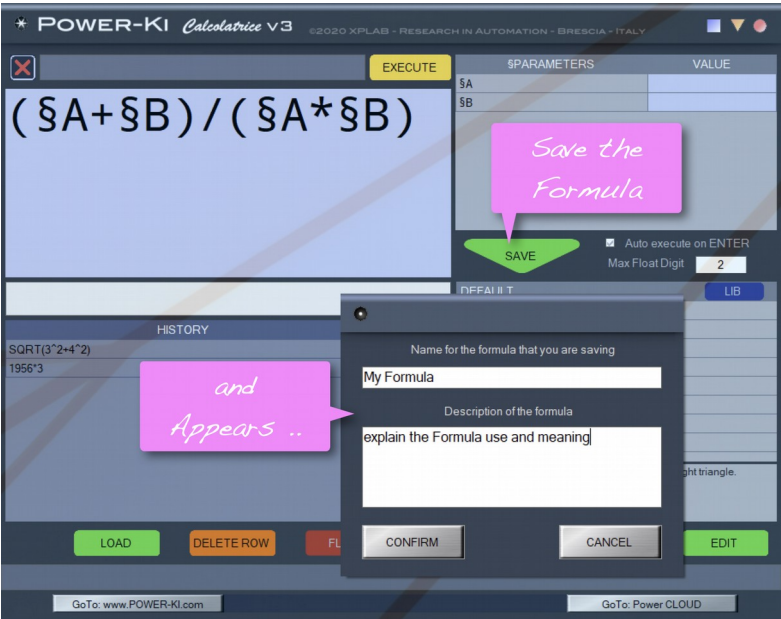 * POWER-KI Calcolatrice V3 ©2020 XPLAB - RESEARCH IN AUTOMATION - BRESCIA - ITALY
EXECUTE
(§A+§B)/(§A*§B)
§PARAMETERS VALUE
§A
§B
Save the
Formula
SAVE
Auto execute on ENTER
Max Float Digit 2
DEFAULT LIB
HISTORY
SQRT(3^2+4^2)
1956*3
and
Appears ..
Name for the formula that you are saving
My Formula
Description of the formula
explain the Formula use and meaning
CONFIRM CANCEL
ght triangle.
LOAD DELETE ROW FL EDIT
GoTo: www.POWER-KI.com GoTo: Power CLOUD